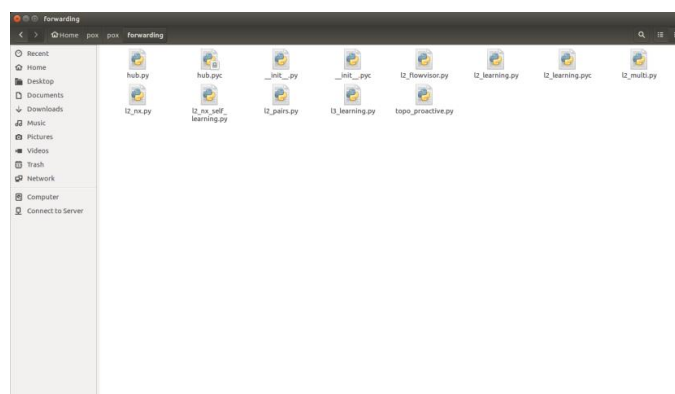 forwarding
Home pox pox forwarding
Recent
Home
Desktop
Documents
Downloads
Music
Pictures
Videos
Trash
Network
Computer
Connect to Server
hub.py
hub.pyc
__init__.py
__init__.pyc
l2_flowvisor.py
l2_learning.py
l2_learning.pyc
l2_multi.py
l2_nx.py
l2_nx_self_
learning.py
l2_pairs.py
l3_learning.py
topo_proactive.py